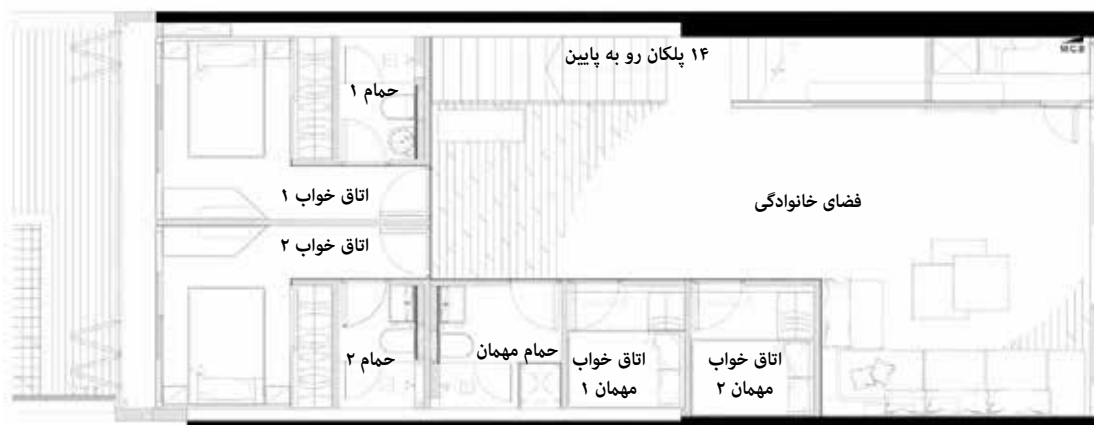 ۱۴ پلکان رو به پایین
M.C.B
حمام ۱
اتاق خواب ۱
فضای خانوادگی
اتاق خواب ۲
حمام ۲
حمام مهمان
اتاق خواب
مهمان ۱
اتاق خواب
مهمان ۲